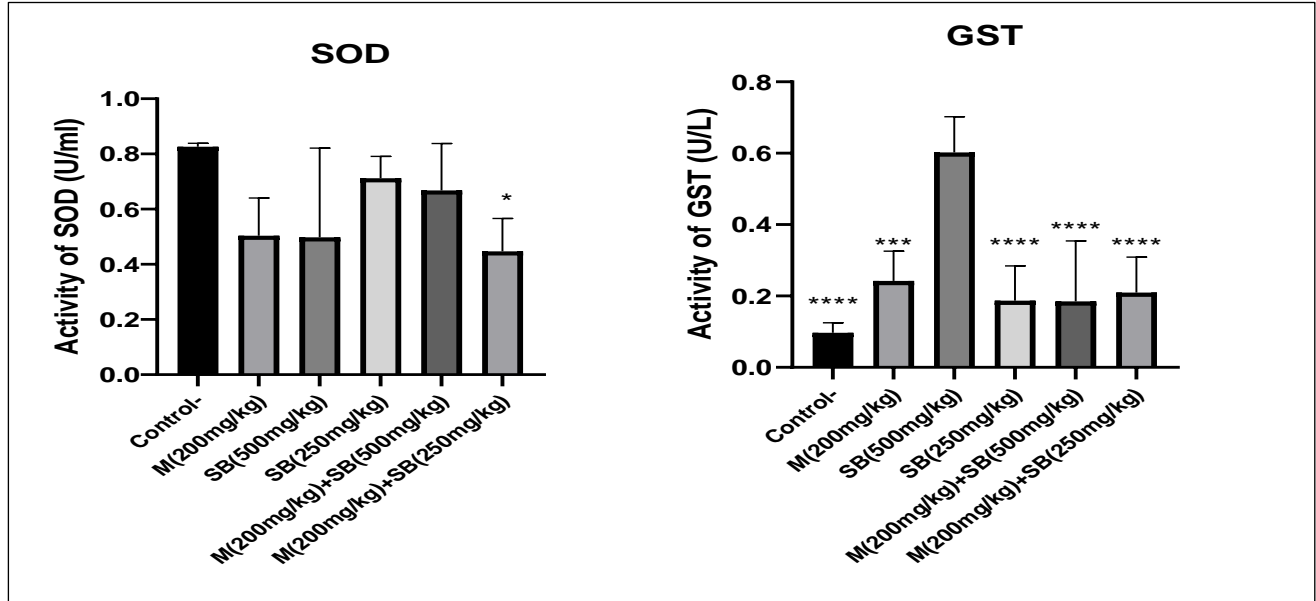 SOD
Activity of SOD (U/ml)
1.0
0.8
0.6
0.4
0.2
0.0
*
Control-
M(200mg/kg)
SB(500mg/kg)
SB(250mg/kg)
M(200mg/kg)+SB(500mg/kg)
M(200mg/kg)+SB(250mg/kg)
GST
Activity of GST (U/L)
0.8
0.6
0.4
0.2
0.0
****
***
****
****
****
Control-
M(200mg/kg)
SB(500mg/kg)
SB(250mg/kg)
M(200mg/kg)+SB(500mg/kg)
M(200mg/kg)+SB(250mg/kg)